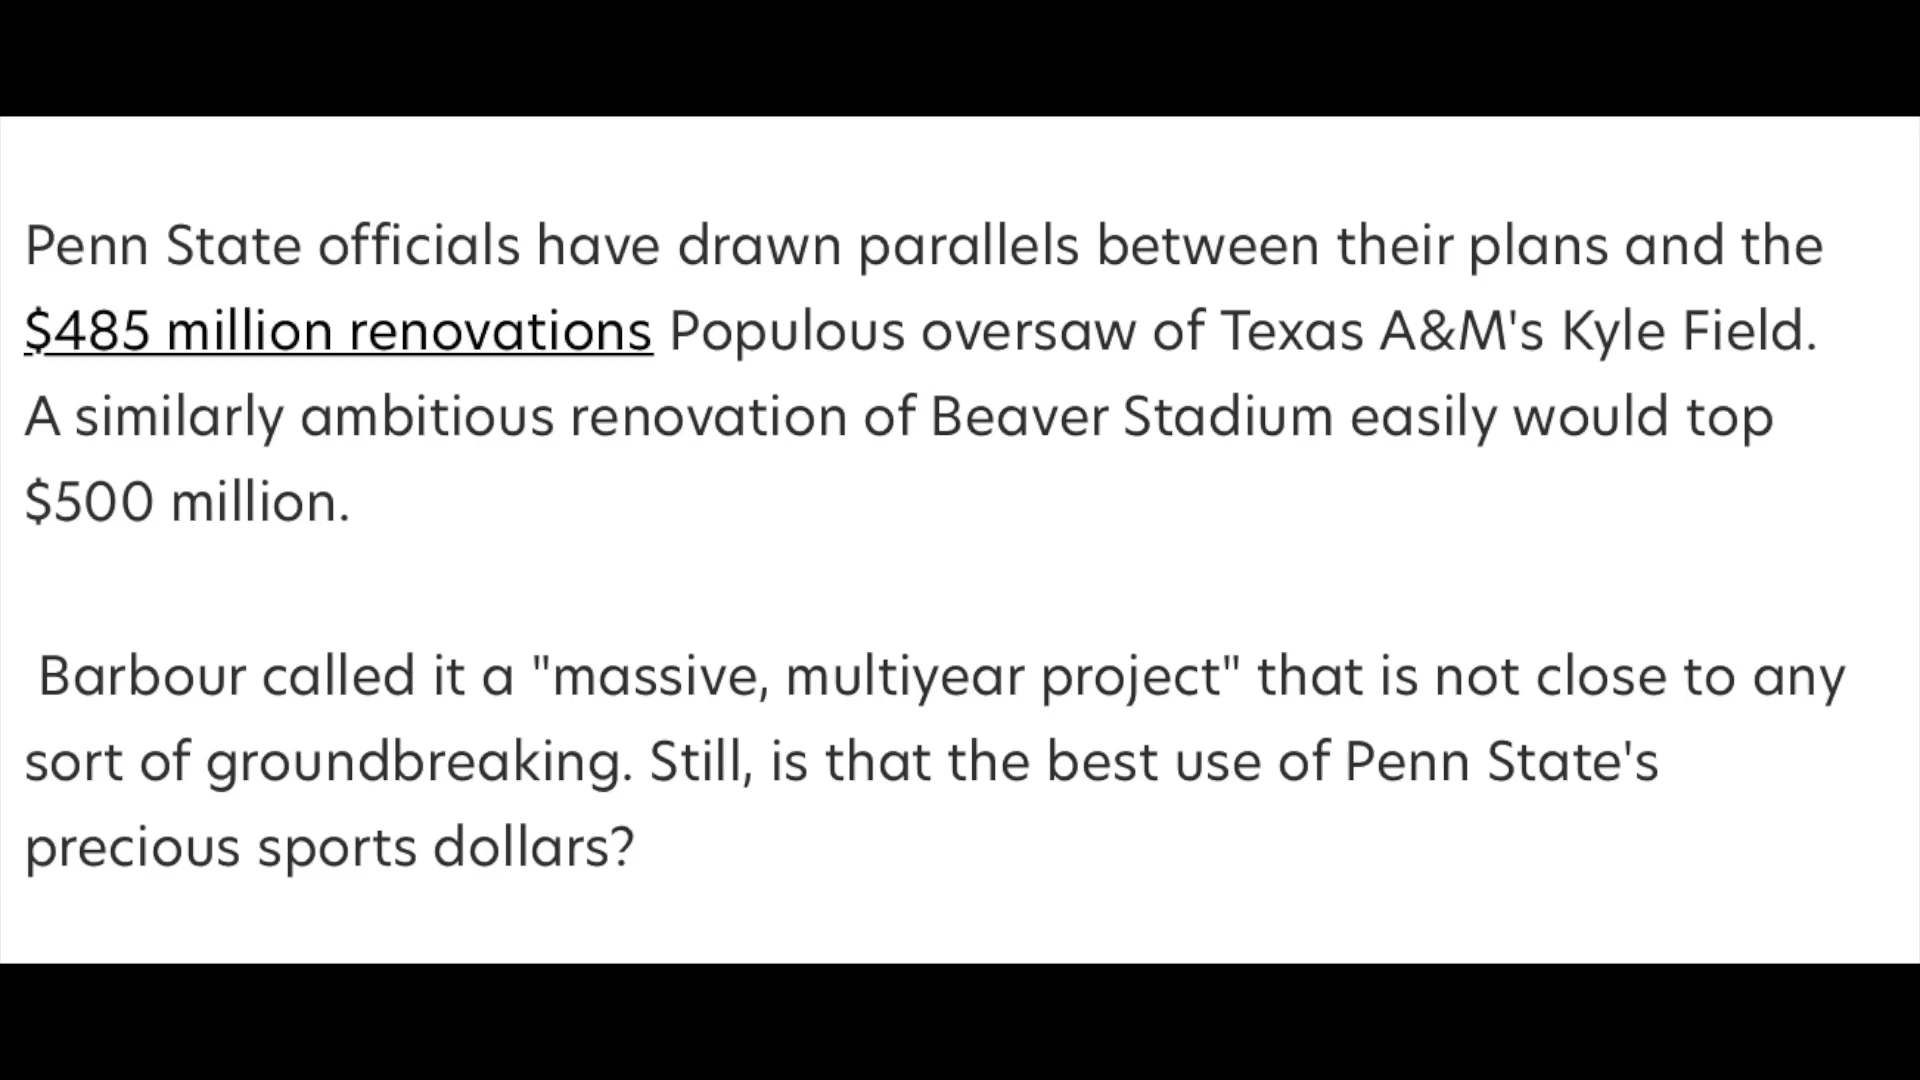 Penn State officials have drawn parallels between their plans and the
$485 million renovations Populous oversaw of Texas A&M's Kyle Field.
A similarly ambitious renovation of Beaver Stadium easily would top
$500 million.
Barbour called it a "massive, multiyear project" that is not close to any
sort of groundbreaking. Still, is that the best use of Penn State's
precious sports dollars?